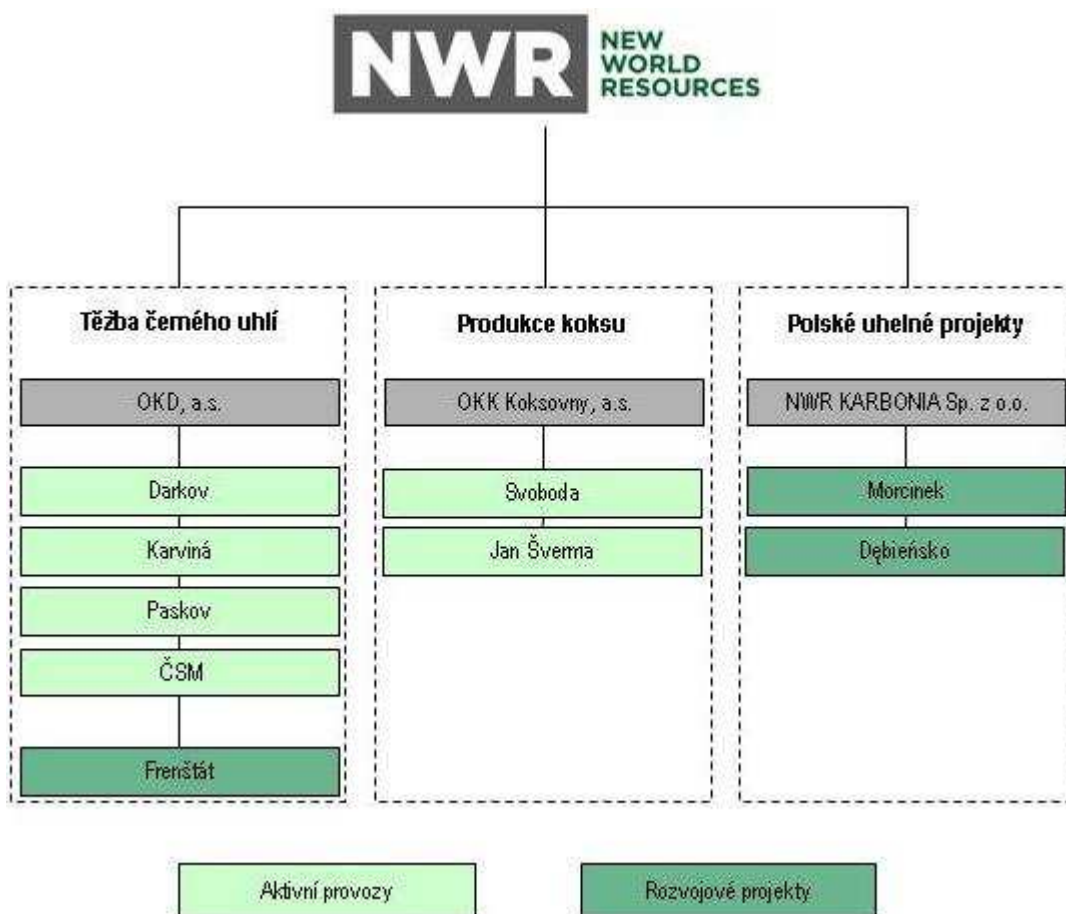 NWR
NEW
WORLD
RESOURCES
Těžba černého uhlí
OKD, a.s.
Darkov
Karviná
Paskov
ČSM
Frenštát
Produkce koksu
OKK Koksovny, a.s.
Svoboda
Jan Šverma
Polské uhelné projekty
NWR KARBONIA Sp. z o.o.
Morcinek
Dębieńsko
Aktivní provozy
Rozvojové projekty